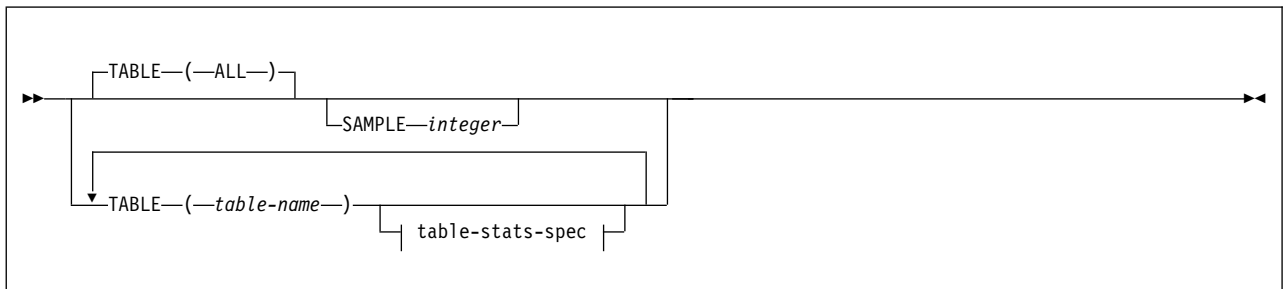 TABLE ( ALL )
SAMPLE integer
TABLE ( table-name )
table-stats-spec